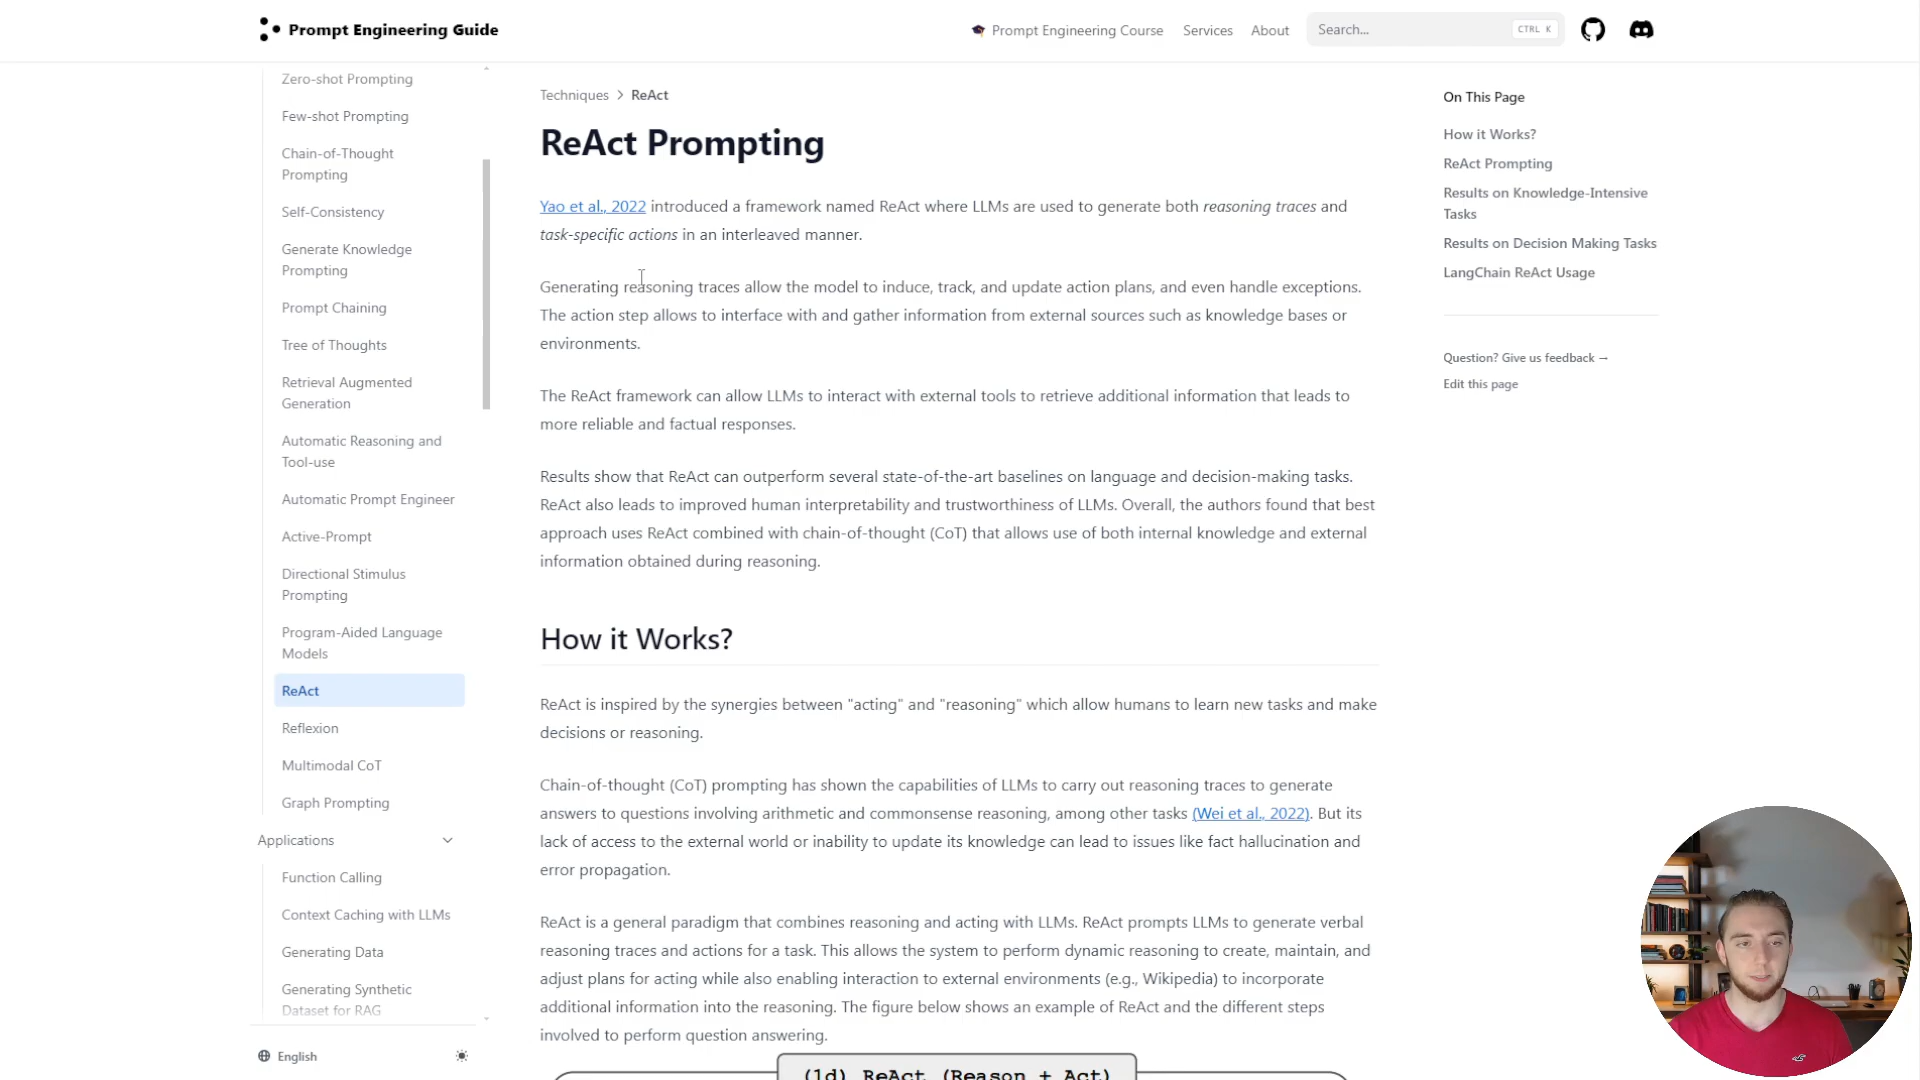 Prompt Engineering Guide
Prompt Engineering Course
Services
About
Search...
CTRL K
Zero-shot Prompting
Few-shot Prompting
Chain-of-Thought
Prompting
Self-Consistency
Generate Knowledge
Prompting
Prompt Chaining
Tree of Thoughts
Retrieval Augmented
Generation
Automatic Reasoning and
Tool-use
Automatic Prompt Engineer
Active-Prompt
Directional Stimulus
Prompting
Program-Aided Language
Models
ReAct
Reflexion
Multimodal CoT
Graph Prompting
Applications
Function Calling
Context Caching with LLMs
Generating Data
Generating Synthetic
Dataset for RAG
English
Techniques > ReAct
ReAct Prompting
Yao et al., 2022 introduced a framework named ReAct where LLMs are used to generate both reasoning traces and
task-specific actions in an interleaved manner.
Generating reasoning traces allow the model to induce, track, and update action plans, and even handle exceptions.
The action step allows to interface with and gather information from external sources such as knowledge bases or
environments.
The ReAct framework can allow LLMs to interact with external tools to retrieve additional information that leads to
more reliable and factual responses.
Results show that ReAct can outperform several state-of-the-art baselines on language and decision-making tasks.
ReAct also leads to improved human interpretability and trustworthiness of LLMs. Overall, the authors found that best
approach uses ReAct combined with chain-of-thought (CoT) that allows use of both internal knowledge and external
information obtained during reasoning.
How it Works?
ReAct is inspired by the synergies between "acting" and "reasoning" which allow humans to learn new tasks and make
decisions or reasoning.
Chain-of-thought (CoT) prompting has shown the capabilities of LLMs to carry out reasoning traces to generate
answers to questions involving arithmetic and commonsense reasoning, among other tasks (Wei et al., 2022). But its
lack of access to the external world or inability to update its knowledge can lead to issues like fact hallucination and
error propagation.
ReAct is a general paradigm that combines reasoning and acting with LLMs. ReAct prompts LLMs to generate verbal
reasoning traces and actions for a task. This allows the system to perform dynamic reasoning to create, maintain, and
adjust plans for acting while also enabling interaction to external environments (e.g., Wikipedia) to incorporate
additional information into the reasoning. The figure below shows an example of ReAct and the different steps
involved to perform question answering.
(1d) ReAct (Reason + Act)
On This Page
How it Works?
ReAct Prompting
Results on Knowledge-Intensive
Tasks
Results on Decision Making Tasks
LangChain ReAct Usage
Question? Give us feedback →
Edit this page